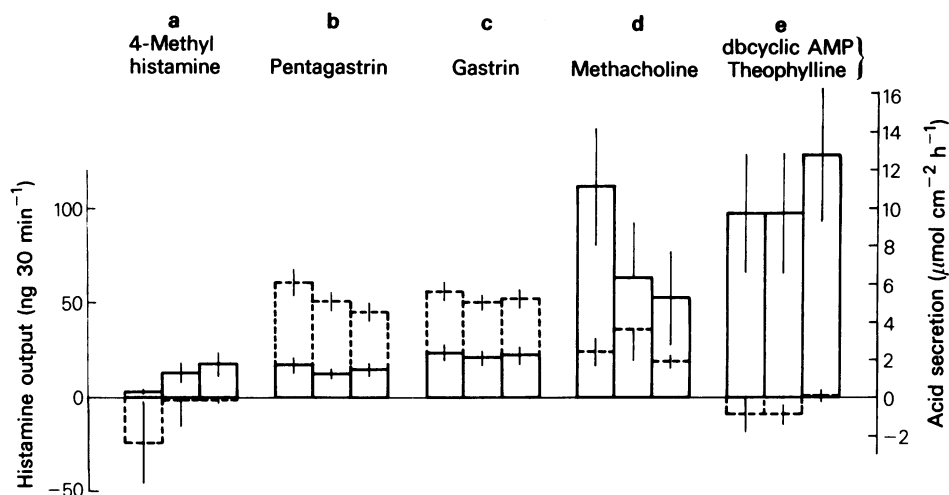 a
4-Methyl
histamine
b
Pentagastrin
c
Gastrin
d
Methacholine
e
dbcyclic AMP
Theophylline
Histamine output (ng 30 min⁻¹)
100
50
0
−50
16
14
12
10
8
6
4
2
0
−2
Acid secretion (μmol cm⁻² h⁻¹)